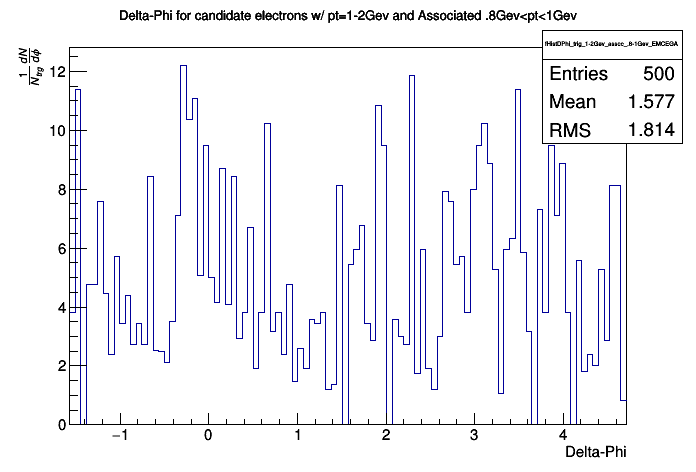 Delta-Phi for candidate electrons w/ pt=1-2Gev and Associated .8Gev<pt<1Gev
fHistDPhi_trig_1-2Gev_assoc_.8-1Gev_EMCEGA
Entries 500
Mean 1.577
RMS 1.814
1/N_trg dN/dϕ
12
10
8
6
4
2
0
−1 0 1 2 3 4
Delta-Phi